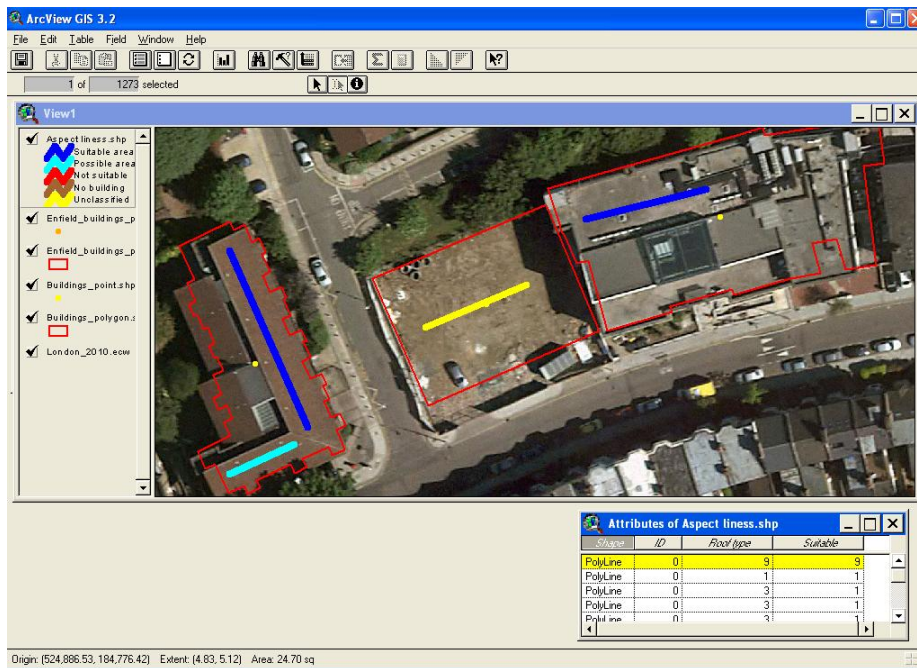 ArcView GIS 3.2
File Edit Table Field Window Help
1 of 1273 selected
View1
Aspect liness.shp
Suitable area
Possible area
Not suitable
No building
Unclassified
Enfield_buildings_p
Enfield_buildings_p
Buildings_point.shp
Buildings_polygon.s
London_2010.ecw
Attributes of Aspect liness.shp
Shape ID Roof type Suitable
PolyLine 0 9 9
PolyLine 0 1 1
PolyLine 0 3 1
PolyLine 0 3 1
PolyLine 0 3 1
Origin: (524,886.53, 184,776.42) Extent: (4.83, 5.12) Area: 24.70 sq